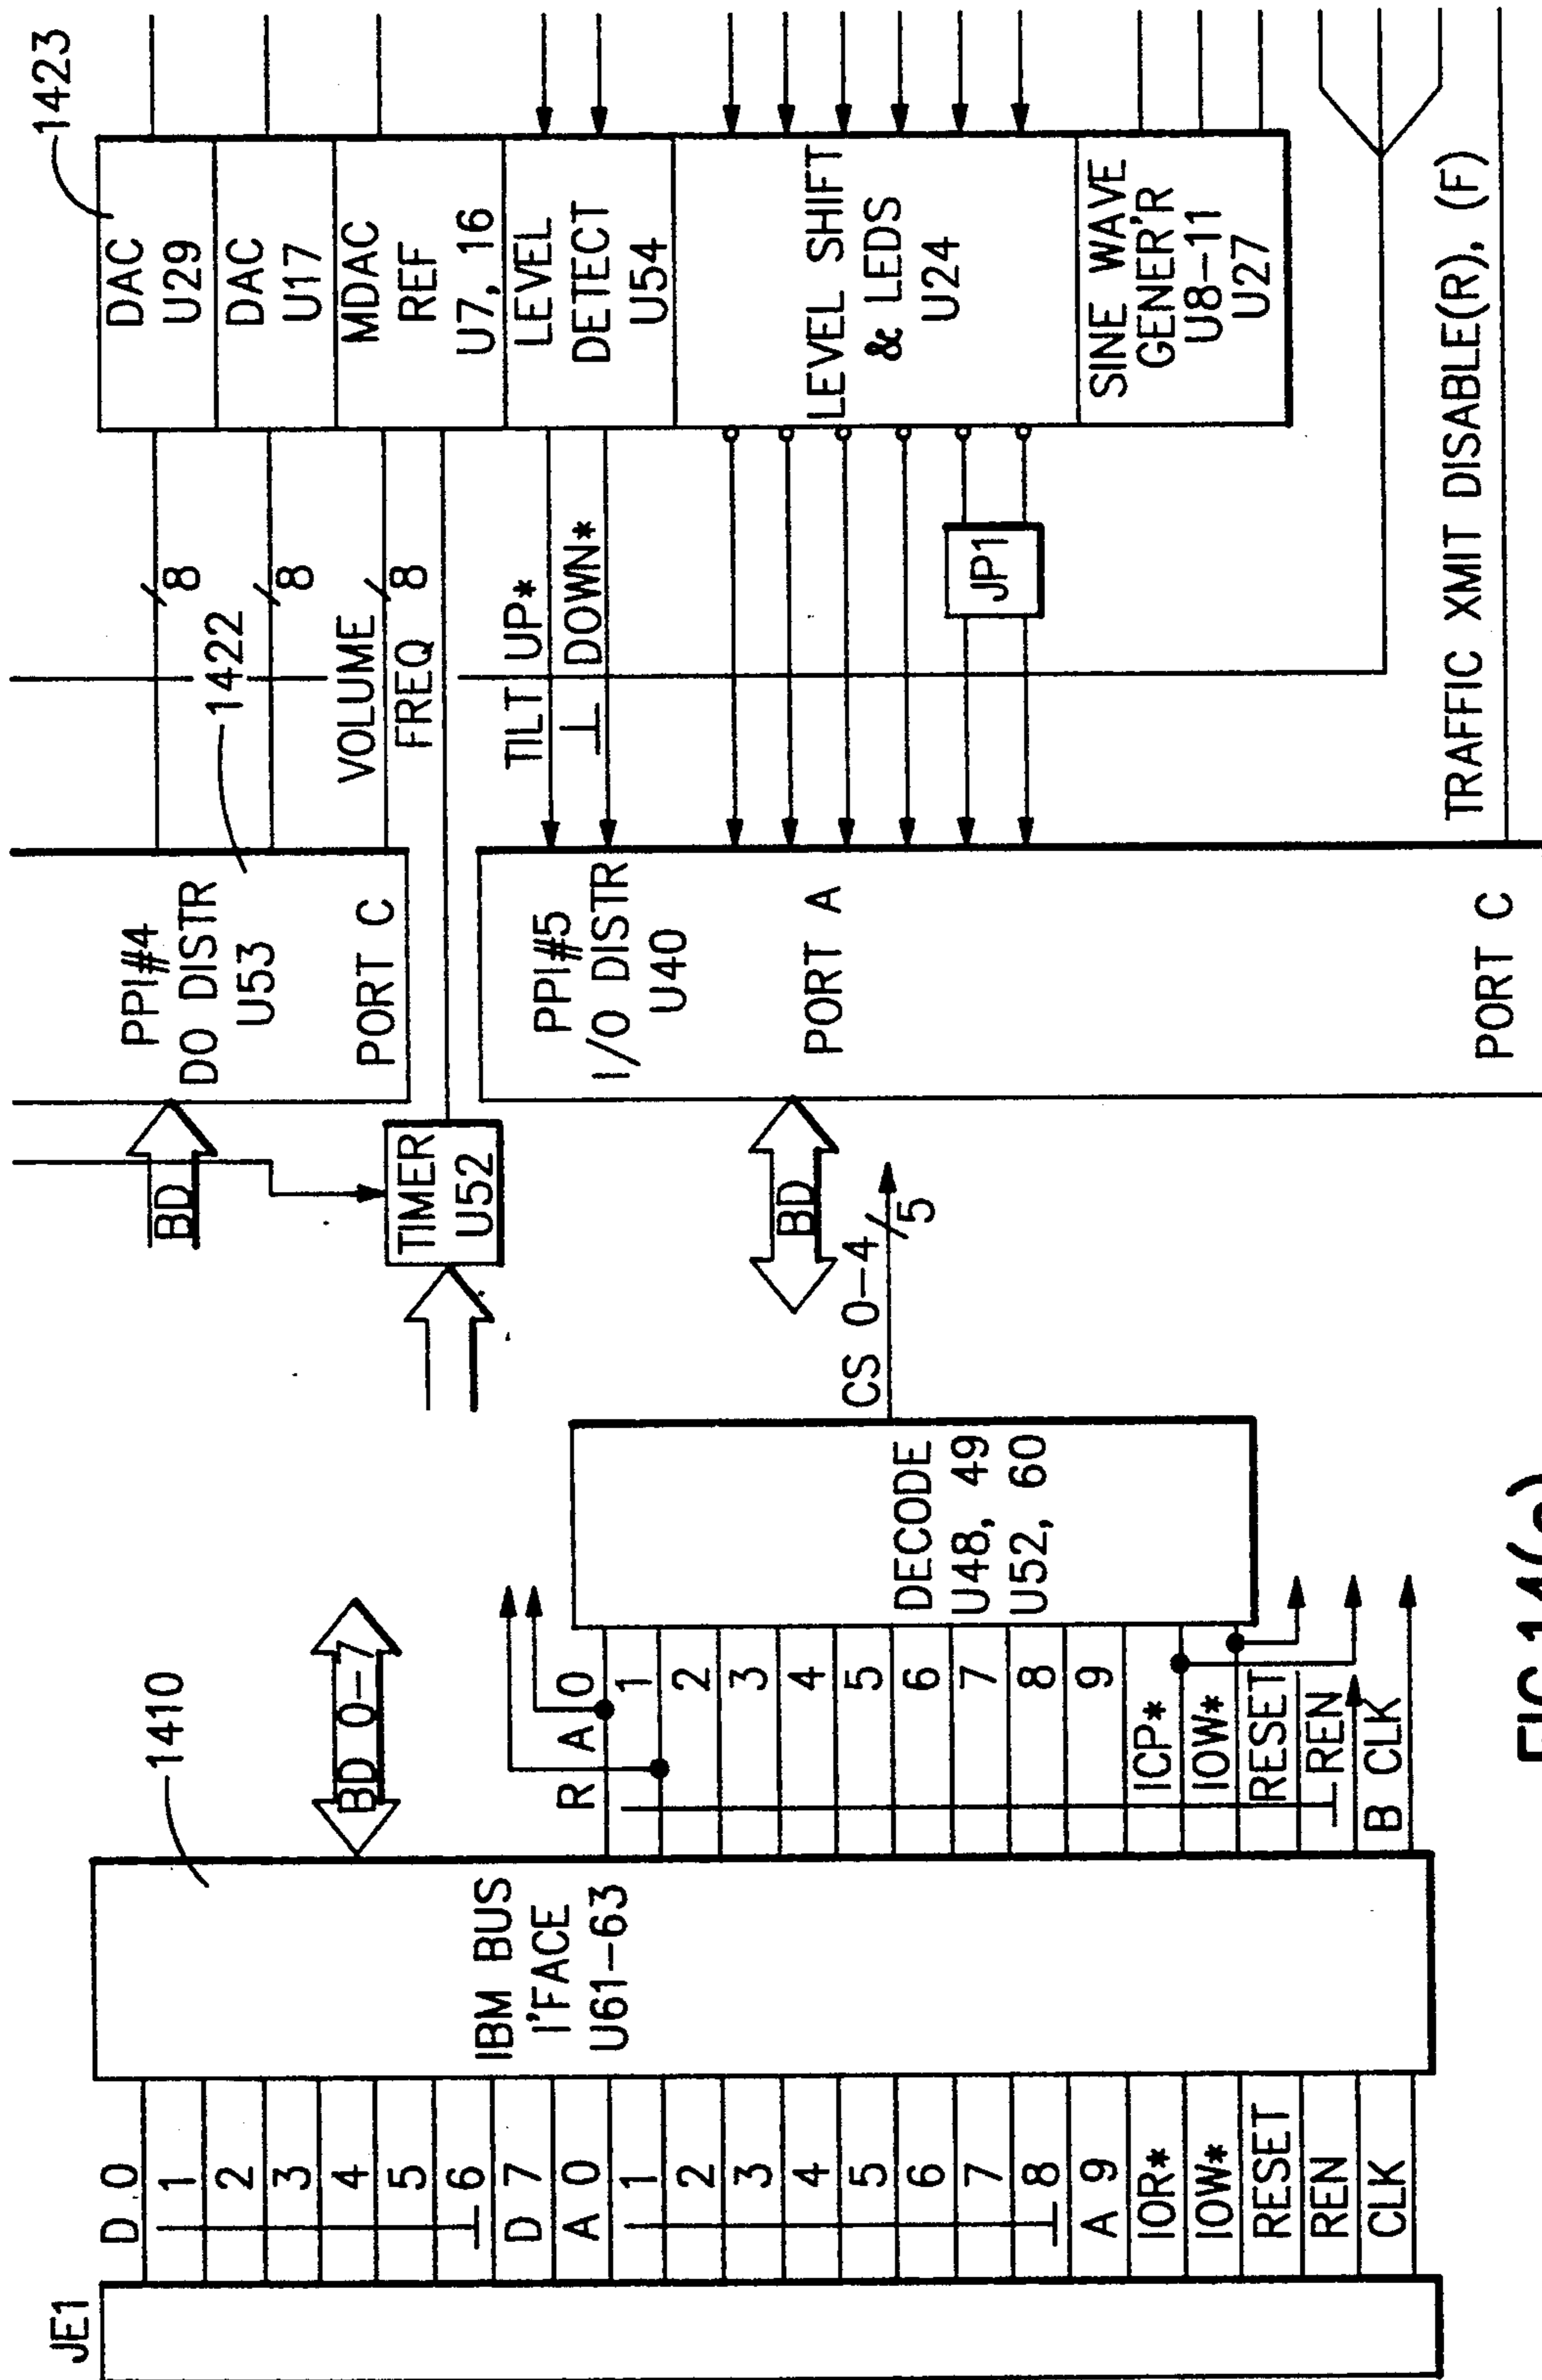 JE1
D 0
1
2
3
4
5
6
D 7
A 0
1
2
3
4
5
6
7
8
A 9
IOR*
IOW*
RESET
REN
CLK
1410
IBM BUS
I'FACE
U61-63
BD 0-7
R A 0
1
2
3
4
5
6
7
8
9
ICP*
IOW*
RESET
REN
B CLK
DECODE
U48, 49
U52, 60
CS 0-4
5
BD
TIMER
U52
BD
PPI#4
DO DISTR
U53
PORT C
1422
PPI#5
I/O DISTR
U40
PORT A
PORT C
8
8
VOLUME
8
FREQ
TILT UP*
DOWN*
JP1
TRAFFIC XMIT DISABLE(R), (F)
1423
DAC
U29
DAC
U17
MDAC
REF
U7, 16
LEVEL
DETECT
U54
LEVEL SHIFT
& LEDS
U24
SINE WAVE
GENER'R
U8-11
U27